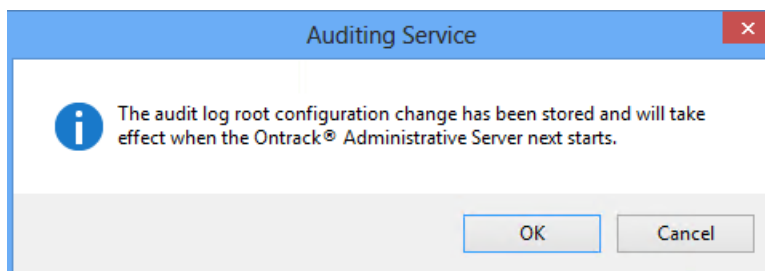 Auditing Service
The audit log root configuration change has been stored and will take
effect when the Ontrack® Administrative Server next starts.
OK
Cancel